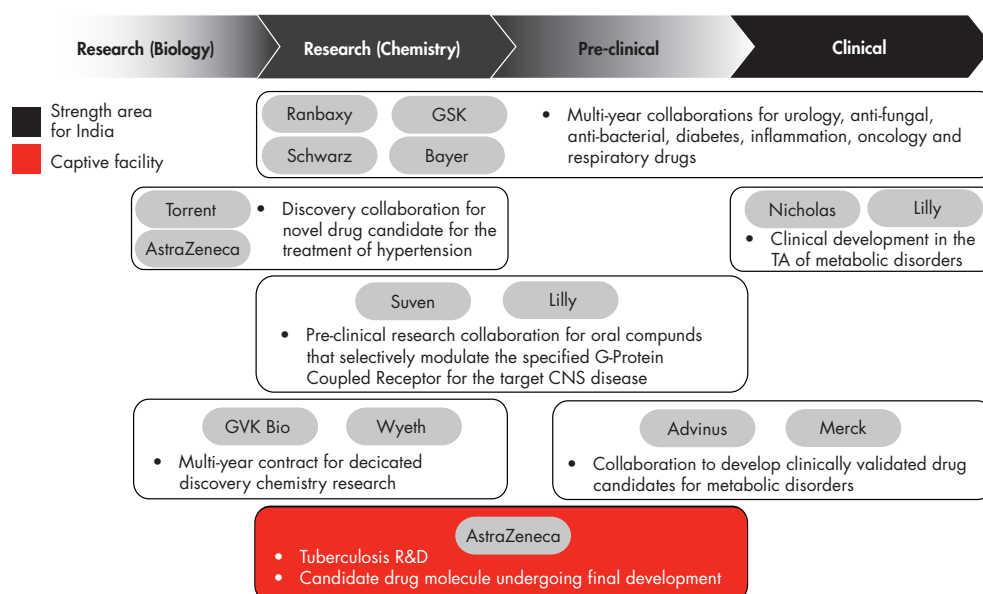 Research (Biology)
Research (Chemistry)
Pre-clinical
Clinical
Strength area
for India
Captive facility
Ranbaxy
GSK
Schwarz
Bayer
• Multi-year collaborations for urology, anti-fungal,
anti-bacterial, diabetes, inflammation, oncology and
respiratory drugs
Torrent
AstraZeneca
• Discovery collaboration for
novel drug candidate for the
treatment of hypertension
Nicholas
Lilly
• Clinical development in the
TA of metabolic disorders
Suven
Lilly
• Pre-clinical research collaboration for oral compunds
that selectively modulate the specified G-Protein
Coupled Receptor for the target CNS disease
GVK Bio
Wyeth
• Multi-year contract for decicated
discovery chemistry research
Advinus
Merck
• Collaboration to develop clinically validated drug
candidates for metabolic disorders
AstraZeneca
• Tuberculosis R&D
• Candidate drug molecule undergoing final development